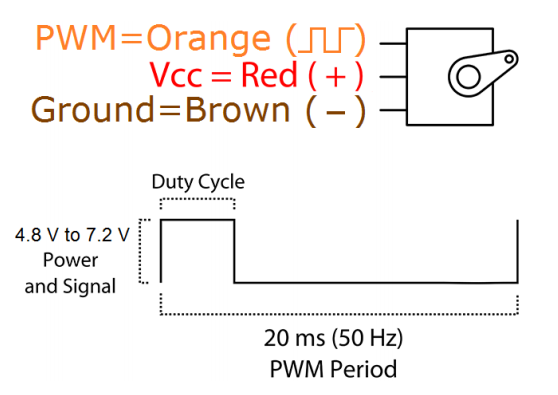 PWM=Orange (⎍⎍)
Vcc = Red ( + )
Ground=Brown ( – )
Duty Cycle
4.8 V to 7.2 V
Power
and Signal
20 ms (50 Hz)
PWM Period